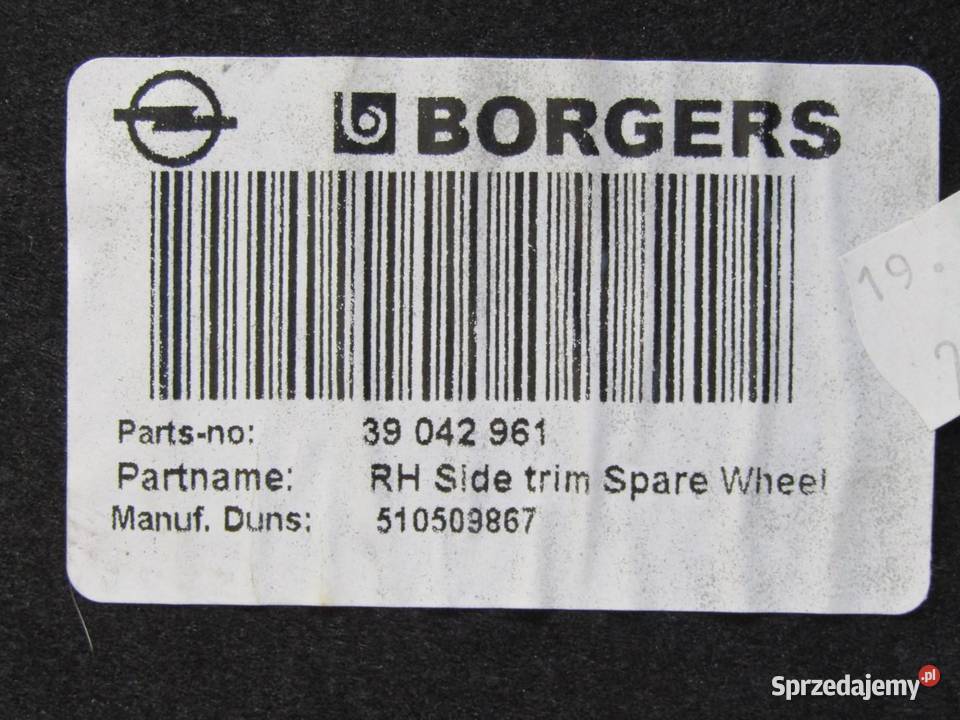 BORGERS
Parts-no: 39 042 961
Partname: RH Side trim Spare Wheel
Manuf. Duns: 510509867
19.
Sprzedajemy.pl